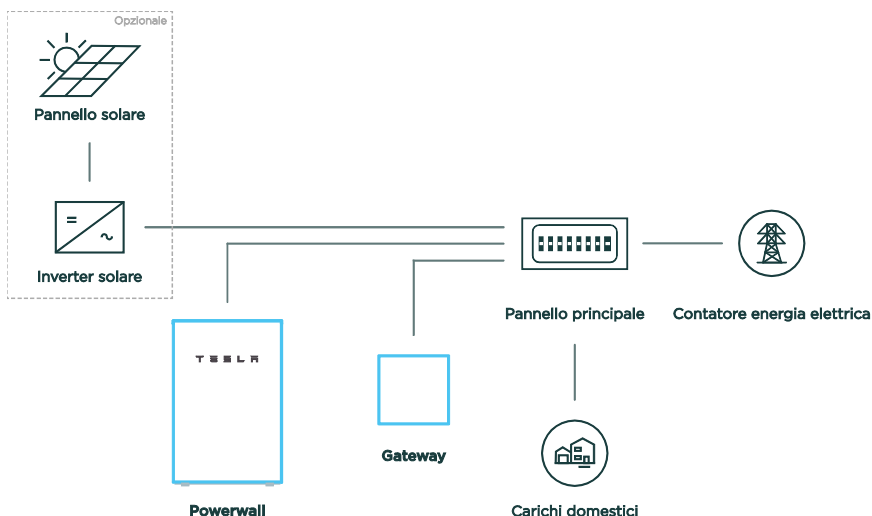 Opzionale
Pannello solare
Inverter solare
Pannello principale
Contatore energia elettrica
TESLA
Gateway
Powerwall
Carichi domestici